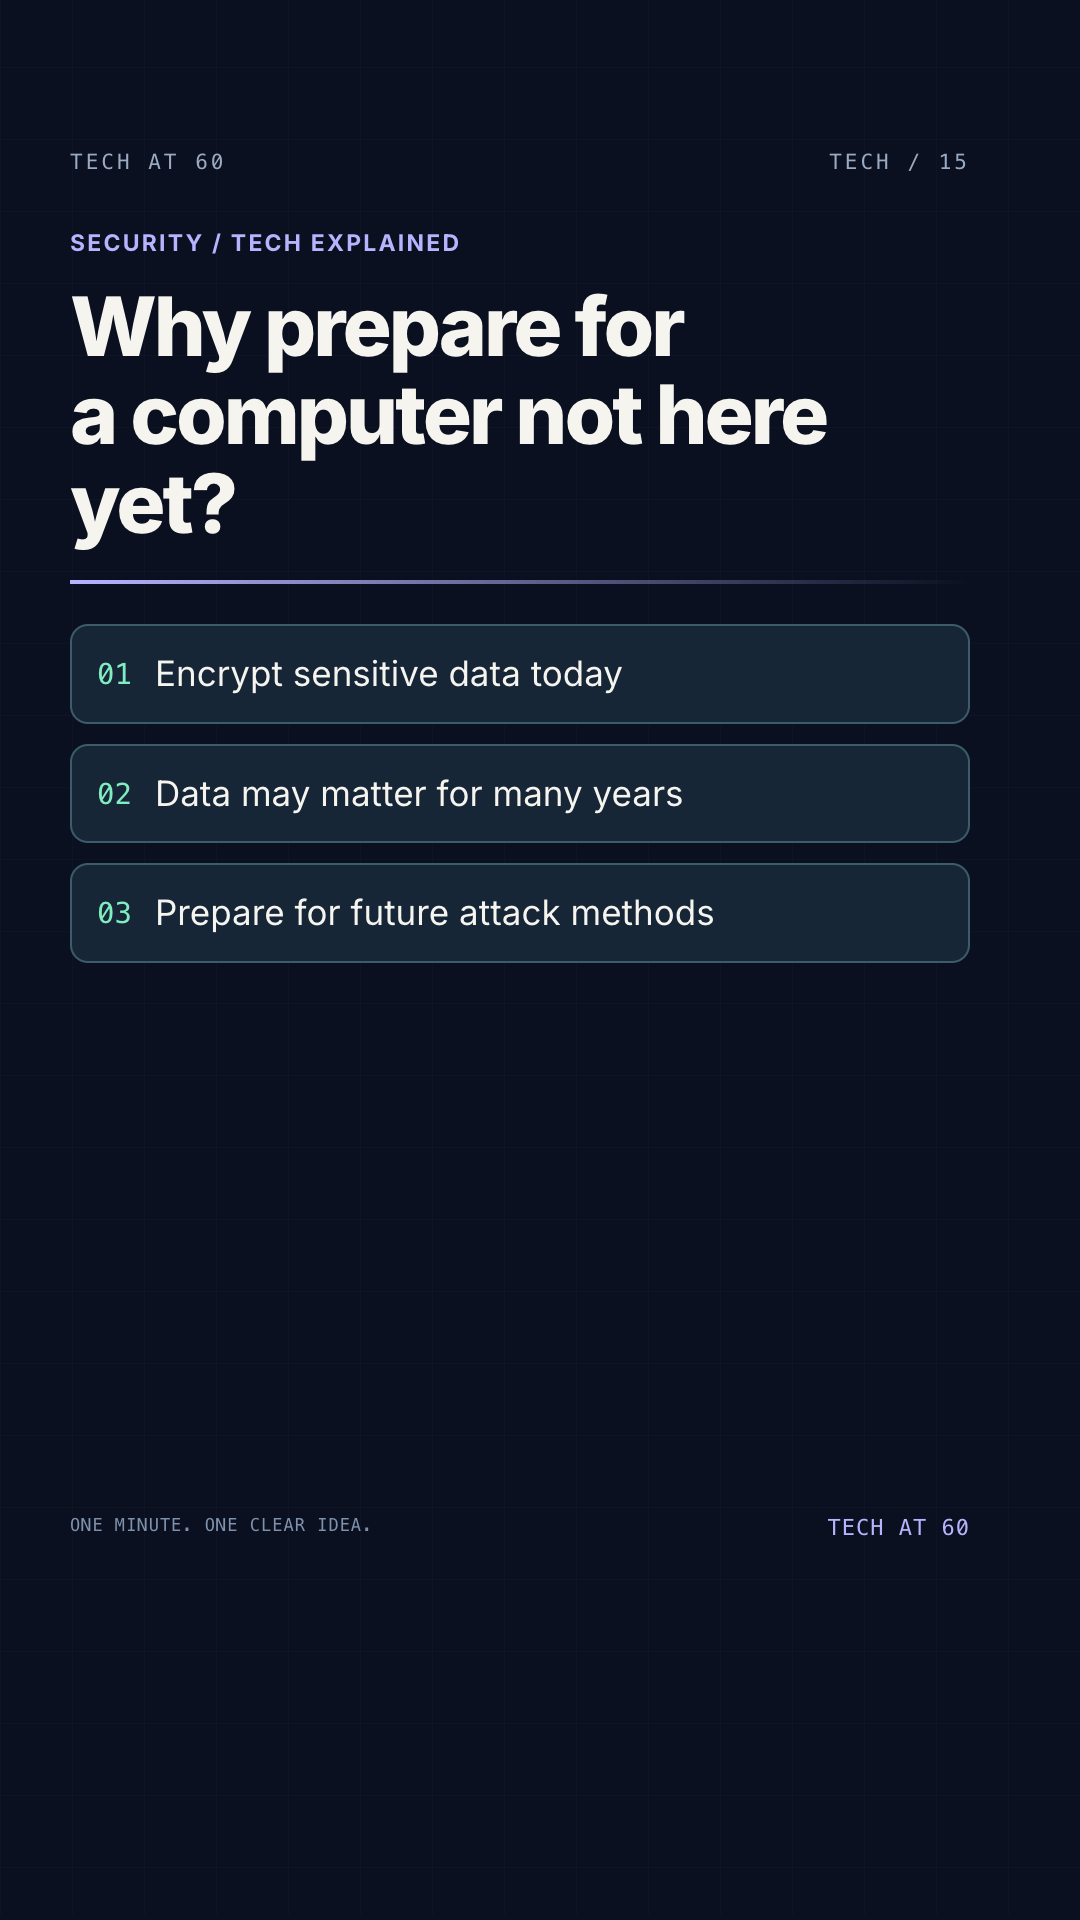 TECH AT 60
TECH / 15
SECURITY / TECH EXPLAINED
Why prepare for
a computer not here
yet?
01 Encrypt sensitive data today
02 Data may matter for many years
03 Prepare for future attack methods
ONE MINUTE. ONE CLEAR IDEA.
TECH AT 60